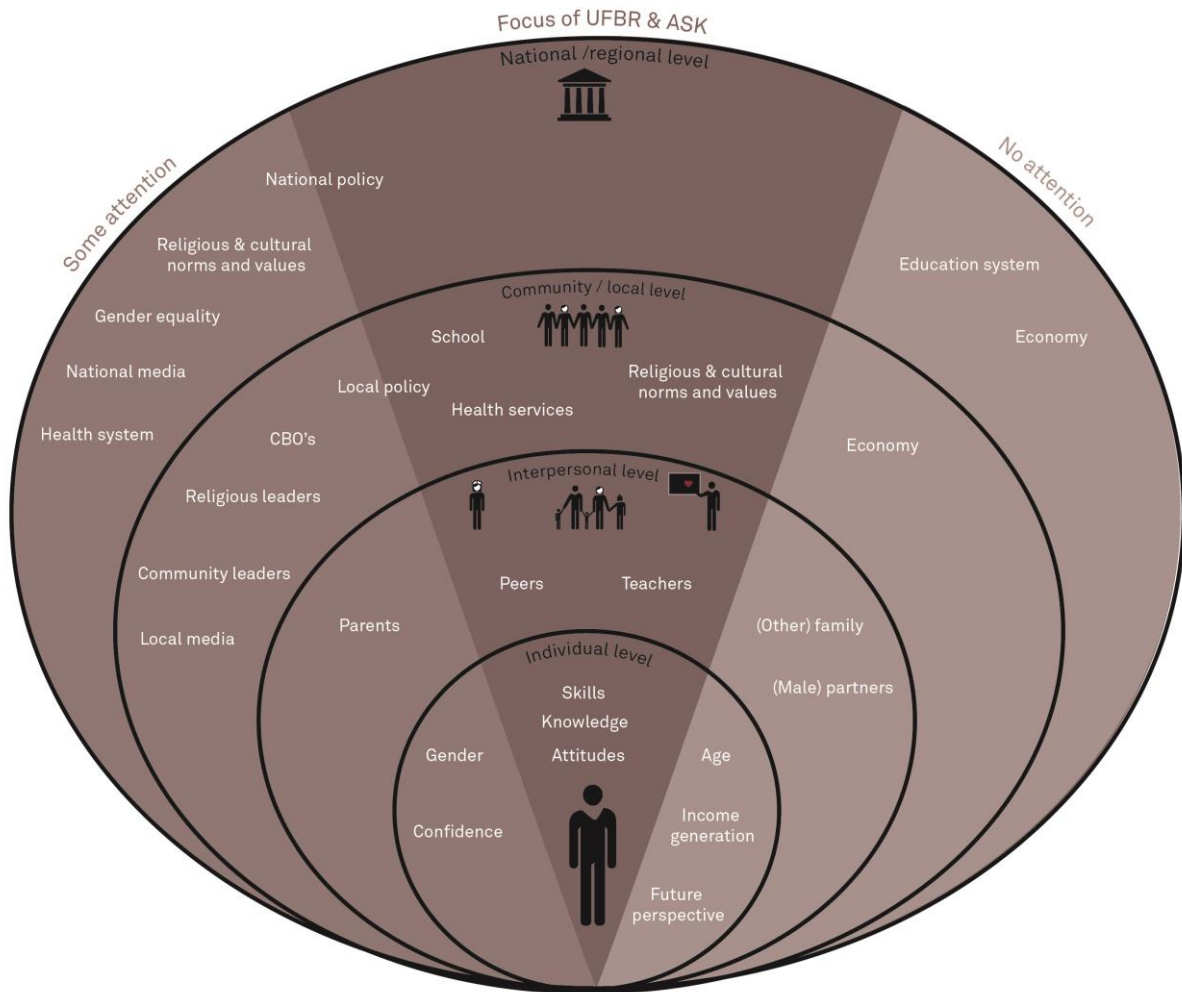 Focus of UFBR & ASK
National /regional level
Some attention
No attention
National policy
Religious & cultural
norms and values
Education system
Gender equality
Economy
National media
Health system
Community / local level
School
Religious & cultural
norms and values
Local policy
Health services
CBO's
Economy
Religious leaders
Community leaders
Local media
Interpersonal level
Peers
Teachers
Parents
(Other) family
(Male) partners
Individual level
Skills
Knowledge
Attitudes
Gender
Age
Confidence
Income
generation
Future
perspective